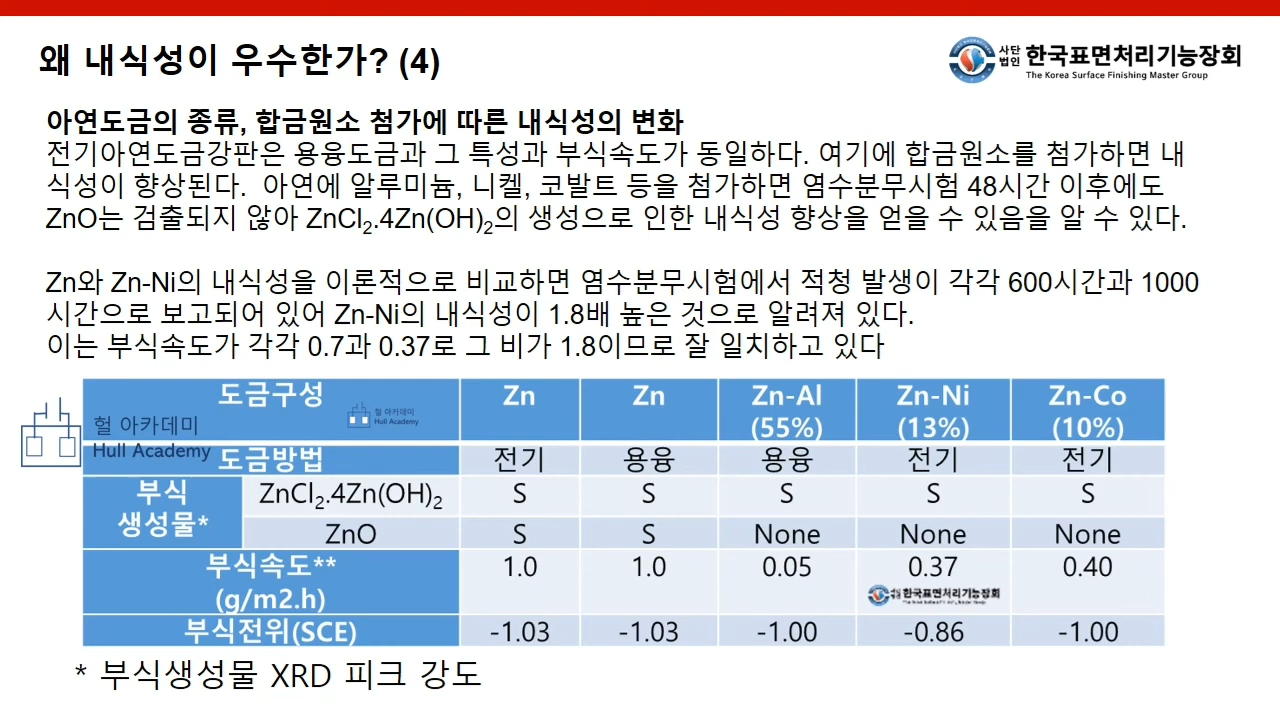 왜 내식성이 우수한가? (4)
사단법인 한국표면처리기능장회
The Korea Surface Finishing Master Group
아연도금의 종류, 합금원소 첨가에 따른 내식성의 변화
전기아연도금강판은 용융도금과 그 특성과 부식속도가 동일하다. 여기에 합금원소를 첨가하면 내
식성이 향상된다.  아연에 알루미늄, 니켈, 코발트 등을 첨가하면 염수분무시험 48시간 이후에도
ZnO는 검출되지 않아 ZnCl2.4Zn(OH)2의 생성으로 인한 내식성 향상을 얻을 수 있음을 알 수 있다.
Zn와 Zn-Ni의 내식성을 이론적으로 비교하면 염수분무시험에서 적청 발생이 각각 600시간과 1000
시간으로 보고되어 있어 Zn-Ni의 내식성이 1.8배 높은 것으로 알려져 있다.
이는 부식속도가 각각 0.7과 0.37로 그 비가 1.8이므로 잘 일치하고 있다
도금구성 Zn Zn Zn-Al (55%) Zn-Ni (13%) Zn-Co (10%)
헐 아카데미
Hull Academy
헐 아카데미
Hull Academy
도금방법 전기 용융 용융 전기 전기
부식 생성물* ZnCl2.4Zn(OH)2 S S S S S
ZnO S S None None None
부식속도** (g/m2.h) 1.0 1.0 0.05 0.37 0.40
한국표면처리기능장회
부식전위(SCE) -1.03 -1.03 -1.00 -0.86 -1.00
* 부식생성물 XRD 피크 강도